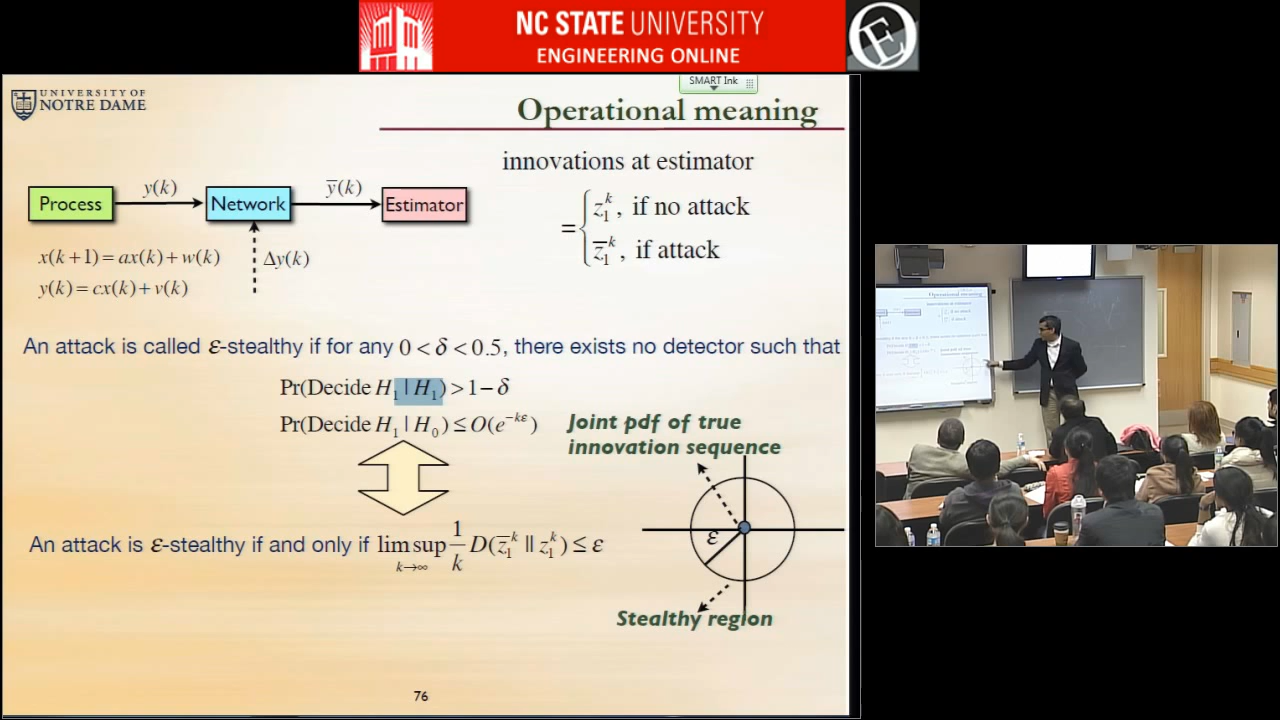 NC STATE UNIVERSITY
ENGINEERING ONLINE
SMART Ink
UNIVERSITY OF
NOTRE DAME
Operational meaning
innovations at estimator
= { z₁ᵏ, if no attack
z̄₁ᵏ, if attack
Process
y(k)
Network
ȳ(k)
Estimator
x(k+1) = ax(k) + w(k)
y(k) = cx(k) + v(k)
Δy(k)
An attack is called ε-stealthy if for any 0 < δ < 0.5, there exists no detector such that
Pr(Decide H₁ | H₁) > 1 − δ
Pr(Decide H₁ | H₀) ≤ O(e^{−kε})
Joint pdf of true
innovation sequence
ε
An attack is ε-stealthy if and only if lim sup_{k→∞} 1/k D(z̄₁ᵏ || z₁ᵏ) ≤ ε
Stealthy region
76
Operational meaning